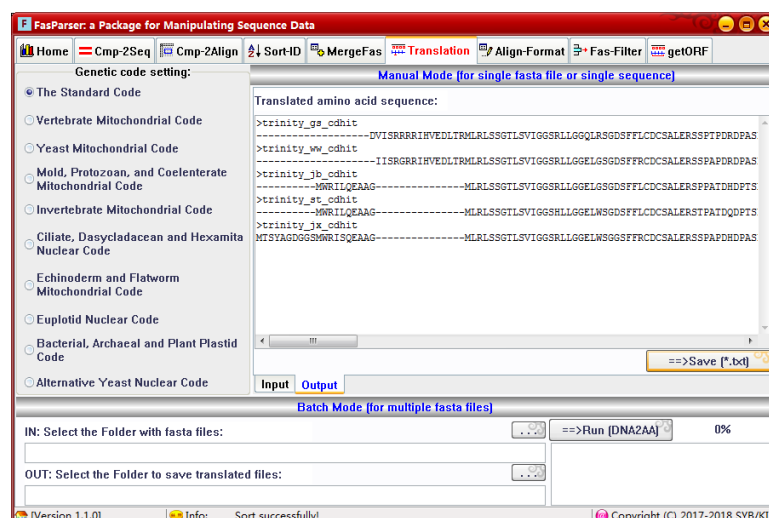 FasParser: a Package for Manipulating Sequence Data
Home Cmp-2Seq Cmp-2Align Sort-ID MergeFas Translation Align-Format Fas-Filter getORF
Genetic code setting:
The Standard Code
Vertebrate Mitochondrial Code
Yeast Mitochondrial Code
Mold, Protozoan, and Coelenterate
Mitochondrial Code
Invertebrate Mitochondrial Code
Ciliate, Dasycladacean and Hexamita
Nuclear Code
Echinoderm and Flatworm
Mitochondrial Code
Euplotid Nuclear Code
Bacterial, Archaeal and Plant Plastid
Code
Alternative Yeast Nuclear Code
Manual Mode (for single fasta file or single sequence)
Translated amino acid sequence:
>trinity_gs_cdhit
-----------------DVISRRRRIHVEDLTRMLRLSSGTLSVIGGSRLLGGQLRSGDSFFLCDCSALERSSPTPDRDPAS
>trinity_ww_cdhit
------------------IISRGRRIHVEDLTRMLRLSSGTLSVIGGSRLLGGELGSGDSFFRCDCSALERSSPPPDRDPAS
>trinity_jb_cdhit
---------MWRILQEAAG--------------MLRLSSGTLSVIGGSRLLGGELRSGDSFFLCDCSALERSSPPATDHDPTS
>trinity_st_cdhit
---------MWRILQEAAG--------------MLRLSSGTLSVIGGSHLLGGELWSGDSFFLCDCSALERSTPATDQDPTS
>trinity_jx_cdhit
MTSYAGDGGSMWRISQEAAG--------------MLRLSSGTLSVIGGSRLLGGELWSGGSFFRCDCSALERSSPAPDHDPAS
==>Save (*.txt)
Input Output
Batch Mode (for multiple fasta files)
IN: Select the Folder with fasta files:
...
==>Run (DNA2AA)
0%
OUT: Select the Folder to save translated
files:
...
[Version 1.1.0] Info: Sort successfully! Copyright (C) 2017-2018 SYB/KI